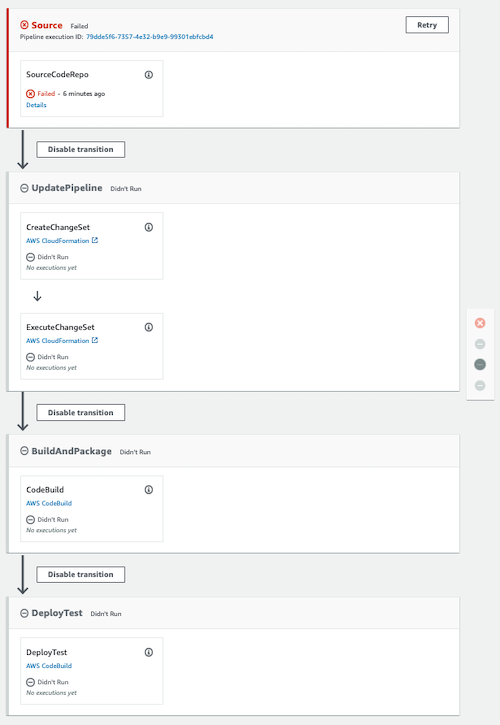 Source Failed
Retry
Pipeline execution ID: 79dde5f6-7357-4e32-b9e9-99301ebfcbd4
SourceCodeRepo
Failed - 6 minutes ago
Details
Disable transition
UpdatePipeline Didn't Run
CreateChangeSet
AWS CloudFormation
Didn't Run
No executions yet
ExecuteChangeSet
AWS CloudFormation
Didn't Run
No executions yet
Disable transition
BuildAndPackage Didn't Run
CodeBuild
AWS CodeBuild
Didn't Run
No executions yet
Disable transition
DeployTest Didn't Run
DeployTest
AWS CodeBuild
Didn't Run
No executions yet